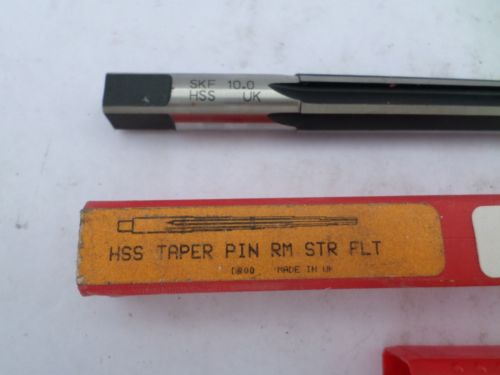 SKF 10.0
HSS UK
HSS TAPER PIN RM STR FLT
MADE IN UK